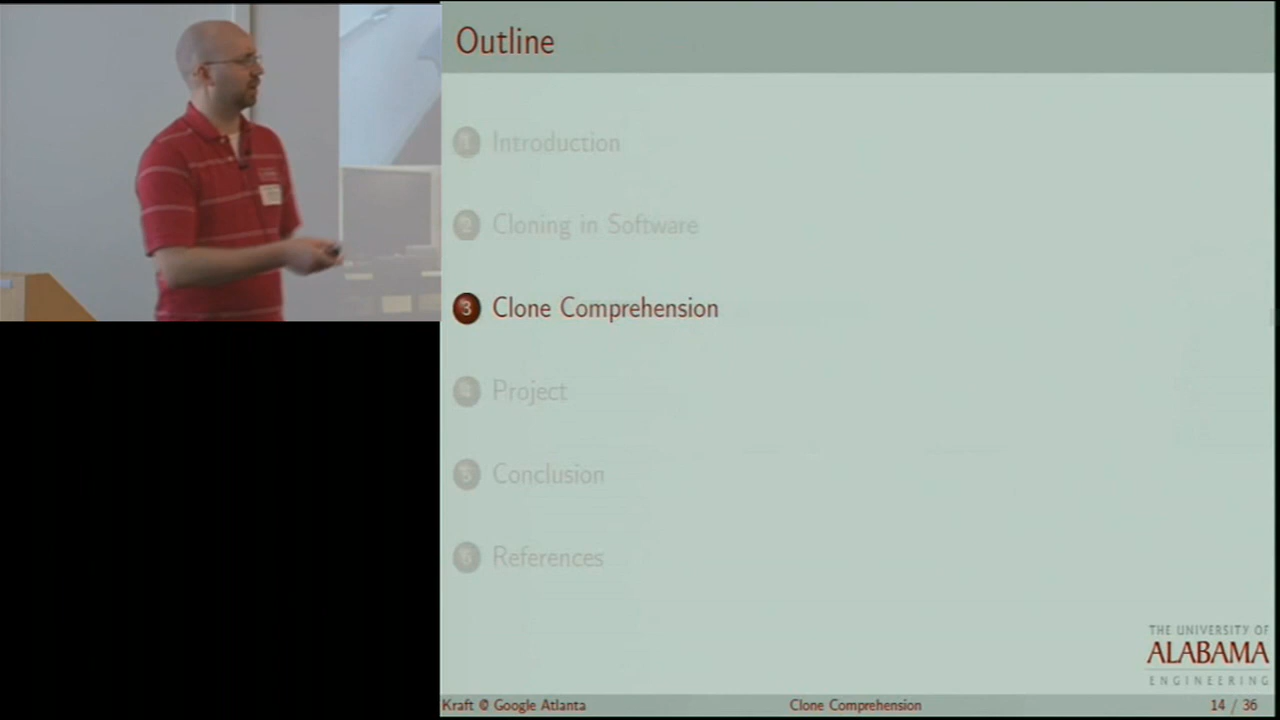 Outline
1 Introduction
2 Cloning in Software
3 Clone Comprehension
4 Project
5 Conclusion
6 References
THE UNIVERSITY OF
ALABAMA
ENGINEERING
Kraft @ Google Atlanta Clone Comprehension 14 / 36